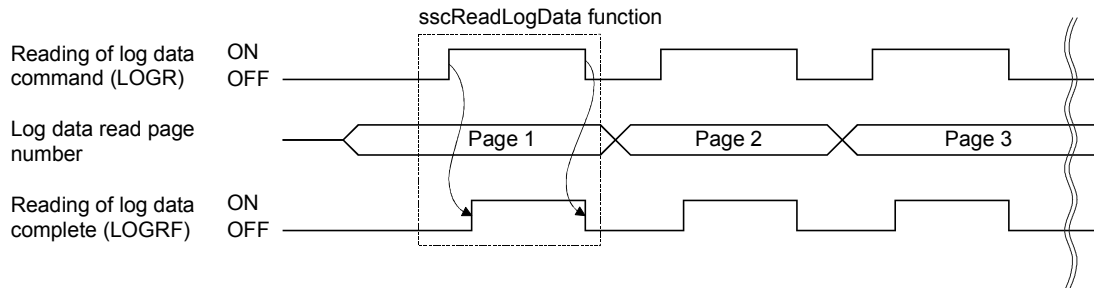 sscReadLogData function
Reading of log data
command (LOGR)
ON
OFF
Log data read page
number
Page 1
Page 2
Page 3
Reading of log data
complete (LOGRF)
ON
OFF